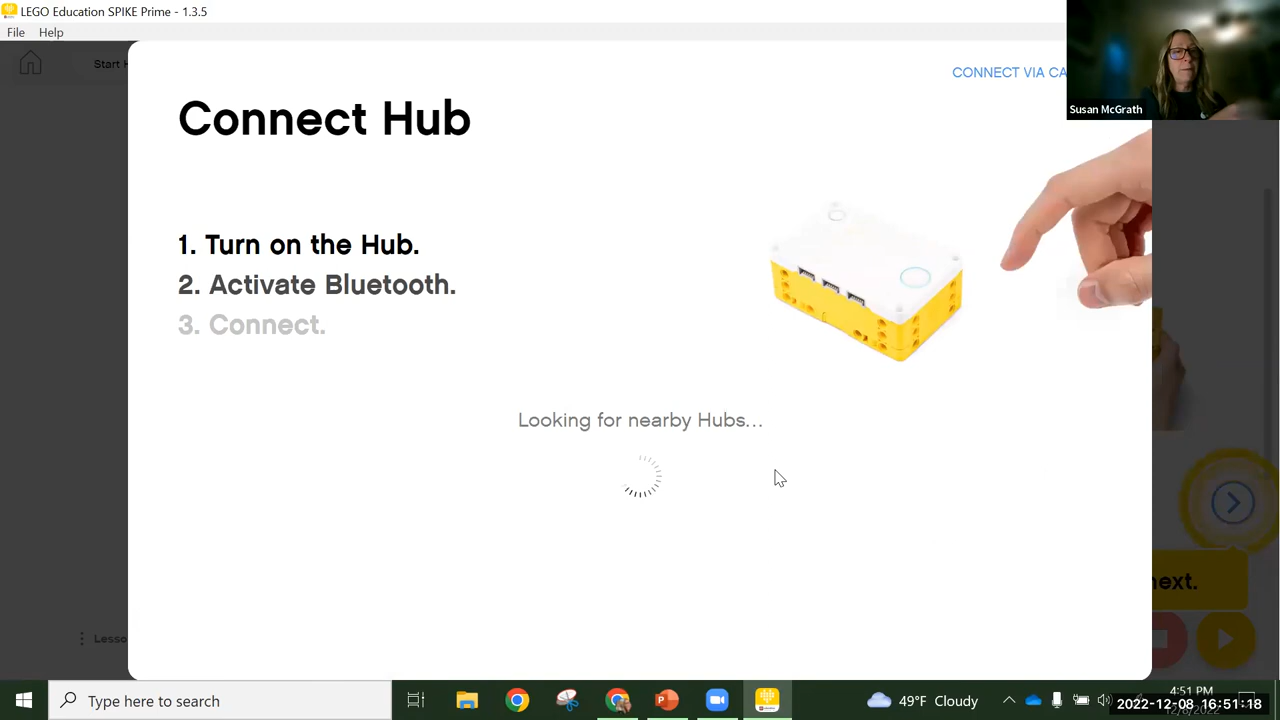 LEGO Education SPIKE Prime - 1.3.5
File Help
Start
CONNECT VIA
Susan McGrath
Connect Hub
1. Turn on the Hub.
2. Activate Bluetooth.
3. Connect.
Looking for nearby Hubs...
next.
Type here to search
49°F Cloudy
4:51 PM
2022-12-08 16:51:18